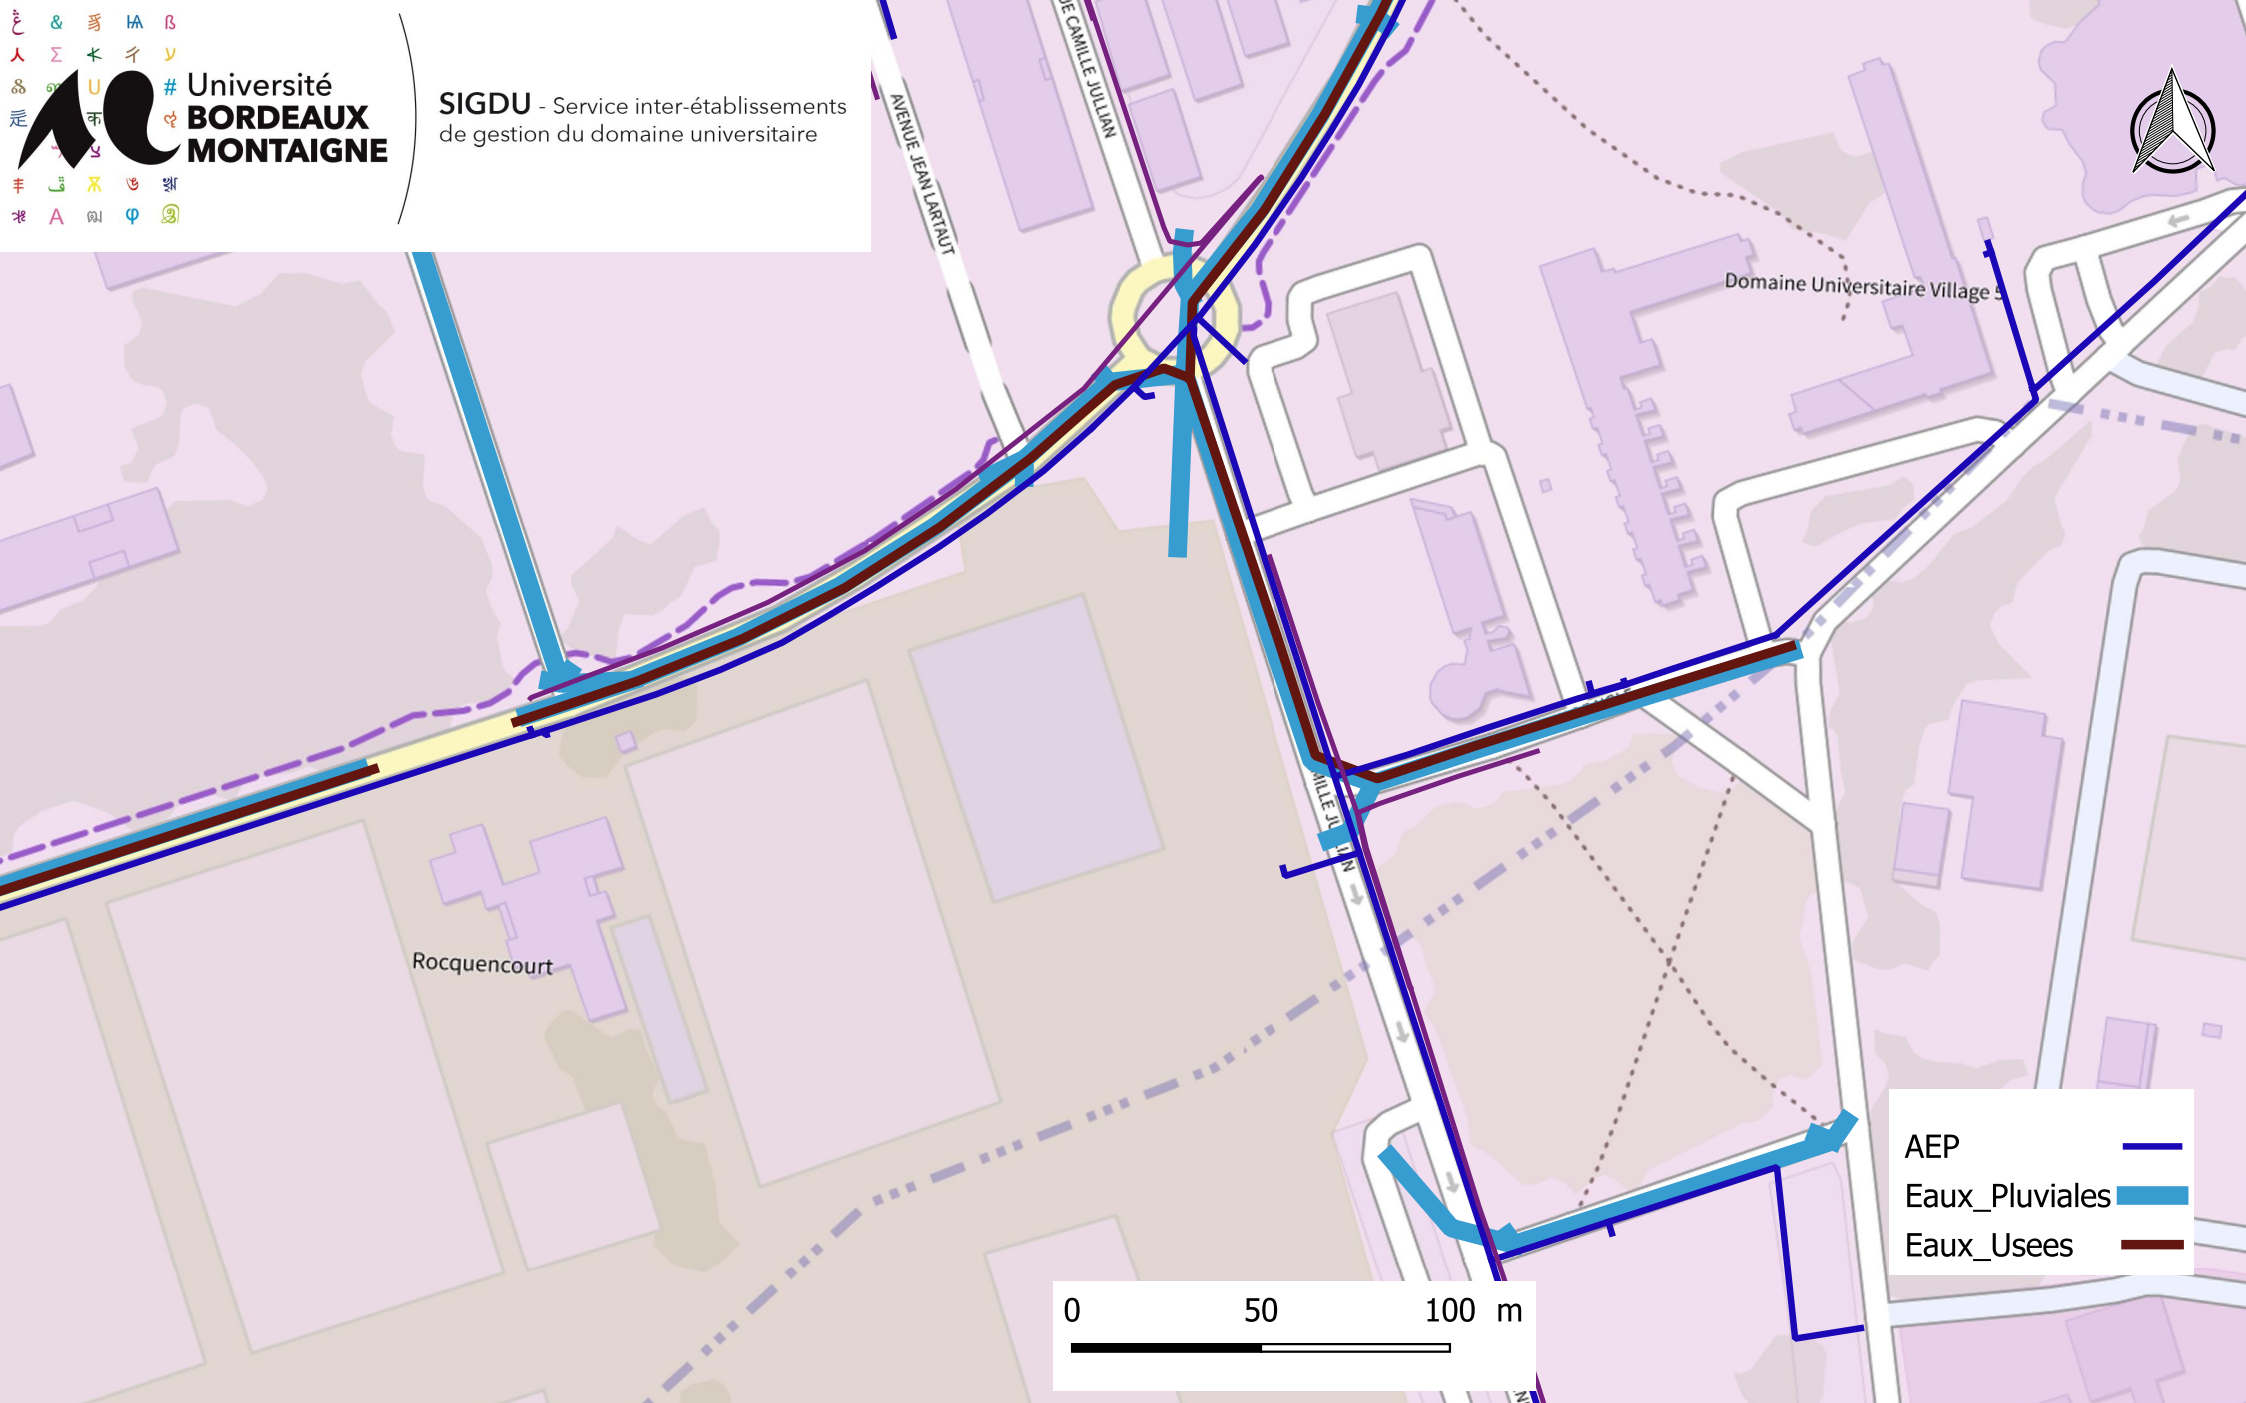 Université
BORDEAUX
MONTAIGNE
SIGDU - Service inter-établissements
de gestion du domaine universitaire
AVENUE JEAN LARTAUT
CAMILLE JULLIAN
Domaine Universitaire Village 5
Rocquencourt
AEP
Eaux_Pluviales
Eaux_Usees
0 50 100 m